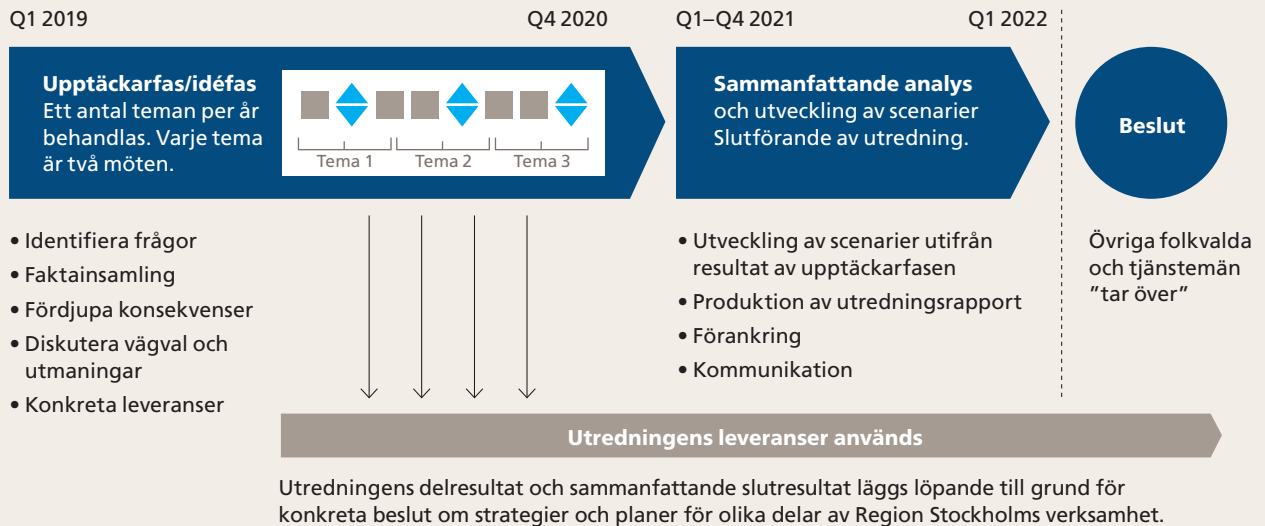 Q1 2019
Q4 2020
Q1–Q4 2021
Q1 2022
Upptäckarfas/idéfas
Ett antal teman per år
behandlas. Varje tema
är två möten.
Tema 1
Tema 2
Tema 3
Sammanfattande analys
och utveckling av scenarier
Slutförande av utredning.
Beslut
• Identifiera frågor
• Faktainsamling
• Fördjupa konsekvenser
• Diskutera vägval och
utmaningar
• Konkreta leveranser
• Utveckling av scenarier utifrån
resultat av upptäckarfasen
• Produktion av utredningsrapport
• Förankring
• Kommunikation
Övriga folkvalda
och tjänstemän
”tar över”
Utredningens leveranser används
Utredningens delresultat och sammanfattande slutresultat läggs löpande till grund för
konkreta beslut om strategier och planer för olika delar av Region Stockholms verksamhet.